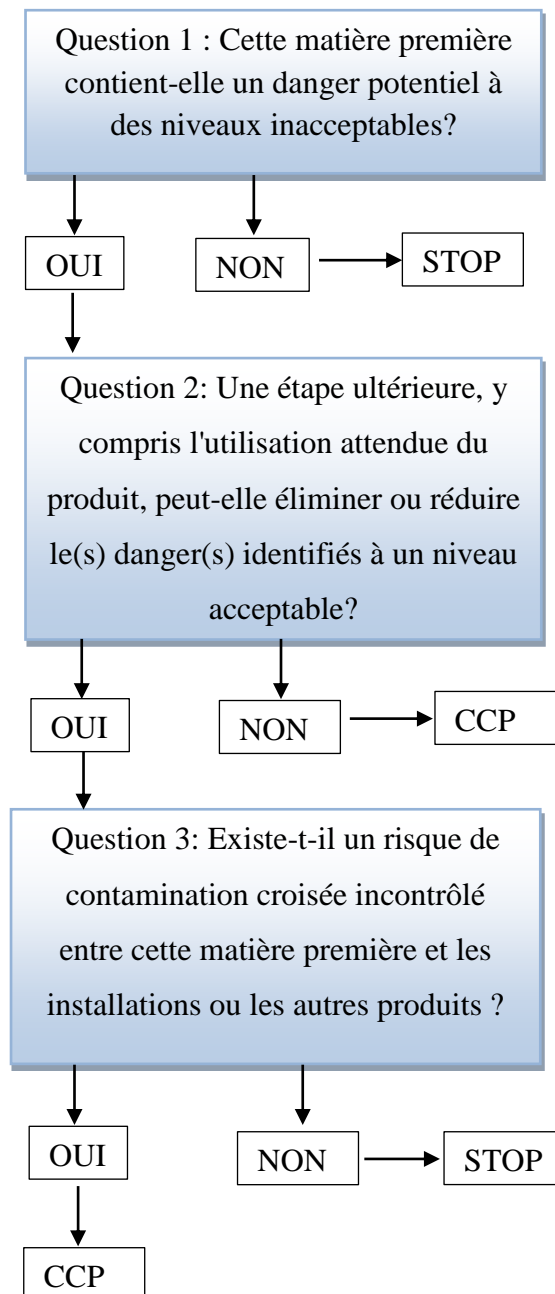 Question 1 : Cette matière première
contient-elle un danger potentiel à
des niveaux inacceptables?
OUI
NON
STOP
Question 2: Une étape ultérieure, y
compris l'utilisation attendue du
produit, peut-elle éliminer ou réduire
le(s) danger(s) identifiés à un niveau
acceptable?
OUI
NON
CCP
Question 3: Existe-t-il un risque de
contamination croisée incontrôlé
entre cette matière première et les
installations ou les autres produits ?
OUI
NON
STOP
CCP